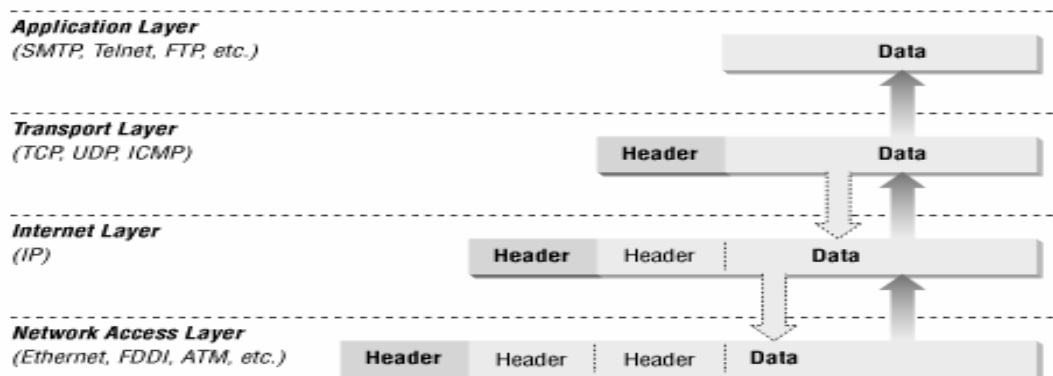 Application Layer
(SMTP, Telnet, FTP, etc.)
Data
Transport Layer
(TCP, UDP, ICMP)
Header Data
Internet Layer
(IP)
Header Header Data
Network Access Layer
(Ethernet, FDDI, ATM, etc.)
Header Header Header Data